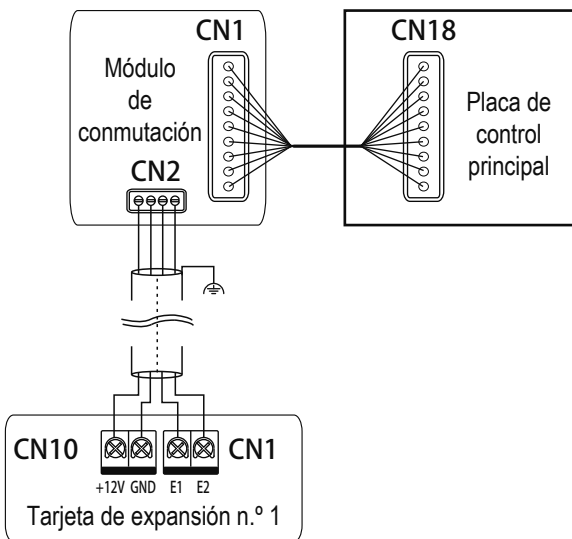 CN1
Módulo
de
conmutación
CN2
CN18
Placa de
control
principal
CN10
CN1
+12V GND E1 E2
Tarjeta de expansión n.º 1